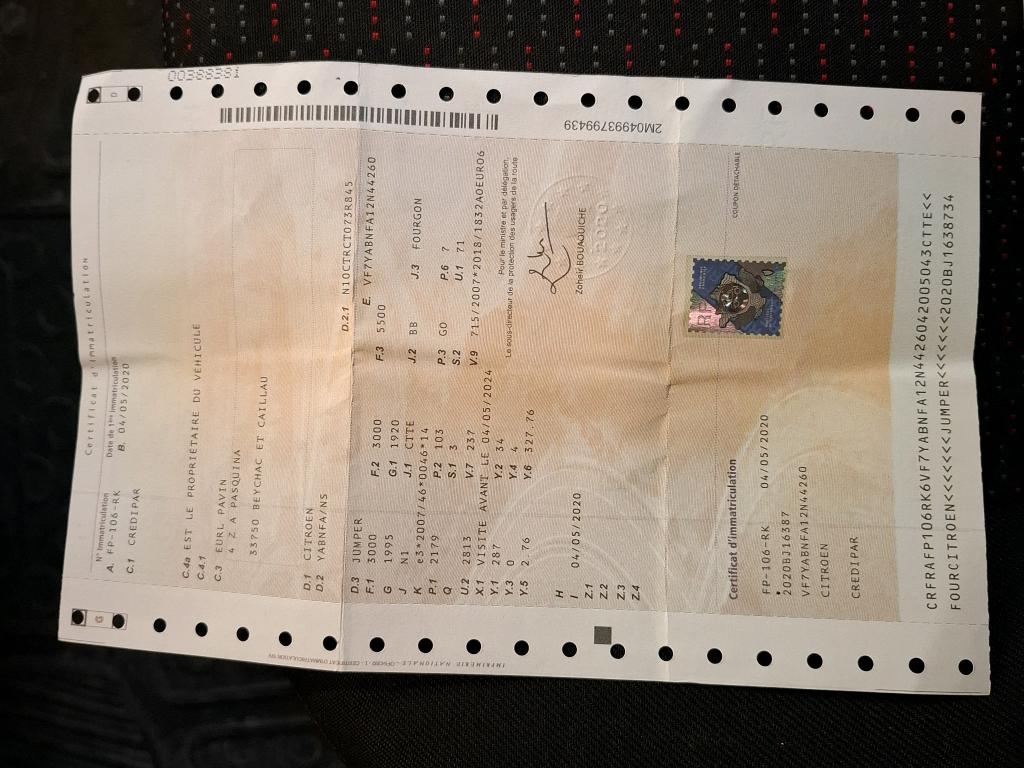 Certificat d'immatriculation
N° Immatriculation Date de 1ère immatriculation
A. FP-106-RK B. 04/05/2020
C.1 CREDIPAR
C.4a EST LE PROPRIÉTAIRE DU VÉHICULE
C.4.1
C.3 EURL PAVIN
4 Z A PASQUINA
33750 BEYCHAC ET CAILLAU
D.1 CITROEN
D.2 YABNFA/NS
D.2.1 N10CTRCT073R845
D.3 JUMPER E. VF7YABNFA12N44260
F.1 3000 F.2 3000 F.3 5500
G 1995 G.1 1920
J N1 J.1 CTTE J.2 BB J.3 FOURGON
K e3*2007/46*0046*14
P.1 2179 P.2 103 P.3 GO P.6 7
Q S.1 3 S.2 U.1 71
U.2 2813 V.7 237 V.9 715/2007*2018/1832AOEURO6
X.1 VISITE AVANT LE 04/05/2024
Y.1 287 Y.2 34
Y.3 0 Y.4 4
Y.5 2.76 Y.6 327.76
Pour le ministre et par délégation,
Le sous-directeur de la protection des usagers de la route
H
I 04/05/2020
Z.1
Z.2
Z.3
Z.4
Zoheir BOUAOUICHE
2020
COUPON DÉTACHABLE
Certificat d'immatriculation
FP-106-RK 04/05/2020
2020BJ16387
VF7YABNFA12N44260
CITROEN
CREDIPAR
RF
CRFRAFP106RK6VF7YABNFA12N4426042005043CTTE<<
FOURCITROEN<<<<<<JUMPER<<<<<<<2020BJ1638734
2M04993799439
IMPRIMERIE NATIONALE